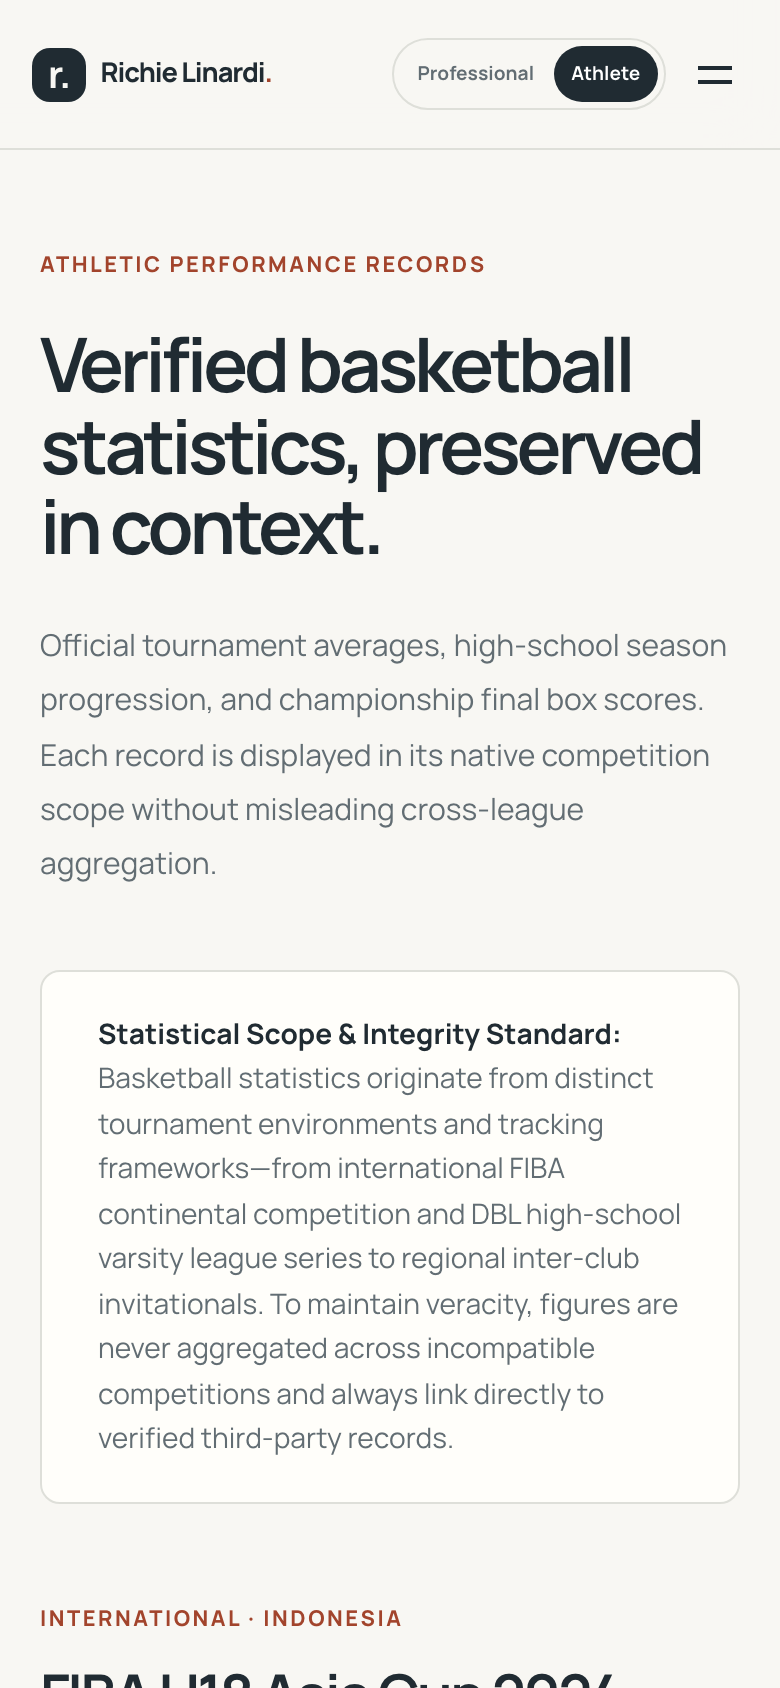 r.
Richie Linardi.
Professional
Athlete
ATHLETIC PERFORMANCE RECORDS
Verified basketball
statistics, preserved
in context.
Official tournament averages, high-school season
progression, and championship final box scores.
Each record is displayed in its native competition
scope without misleading cross-league
aggregation.
Statistical Scope & Integrity Standard:
Basketball statistics originate from distinct
tournament environments and tracking
frameworks—from international FIBA
continental competition and DBL high-school
varsity league series to regional inter-club
invitationals. To maintain veracity, figures are
never aggregated across incompatible
competitions and always link directly to
verified third-party records.
INTERNATIONAL · INDONESIA
FIBA U18 Asia Cup